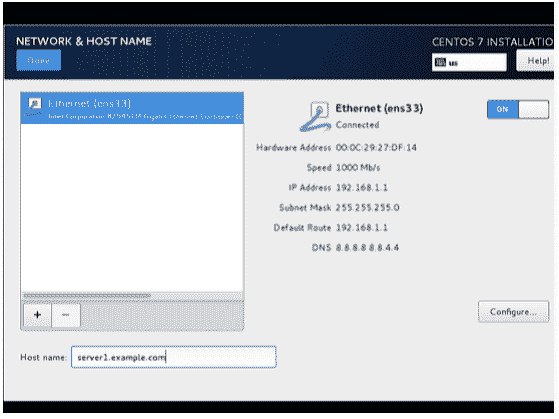 NETWORK & HOST NAME
CENTOS 7 INSTALLATIO
Done
us
Help!
Ethernet (ens33)
Intel Corporation Gigabit Ethernet
Ethernet (ens33)
Connected
ON
Hardware Address 00:0C:29:27:DF:14
Speed 1000 Mb/s
IP Address 192.168.1.1
Subnet Mask 255.255.255.0
Default Route 192.168.1.1
DNS 8.8.8.8 8.8.4.4
+
−
Configure...
Host name: server1.example.com